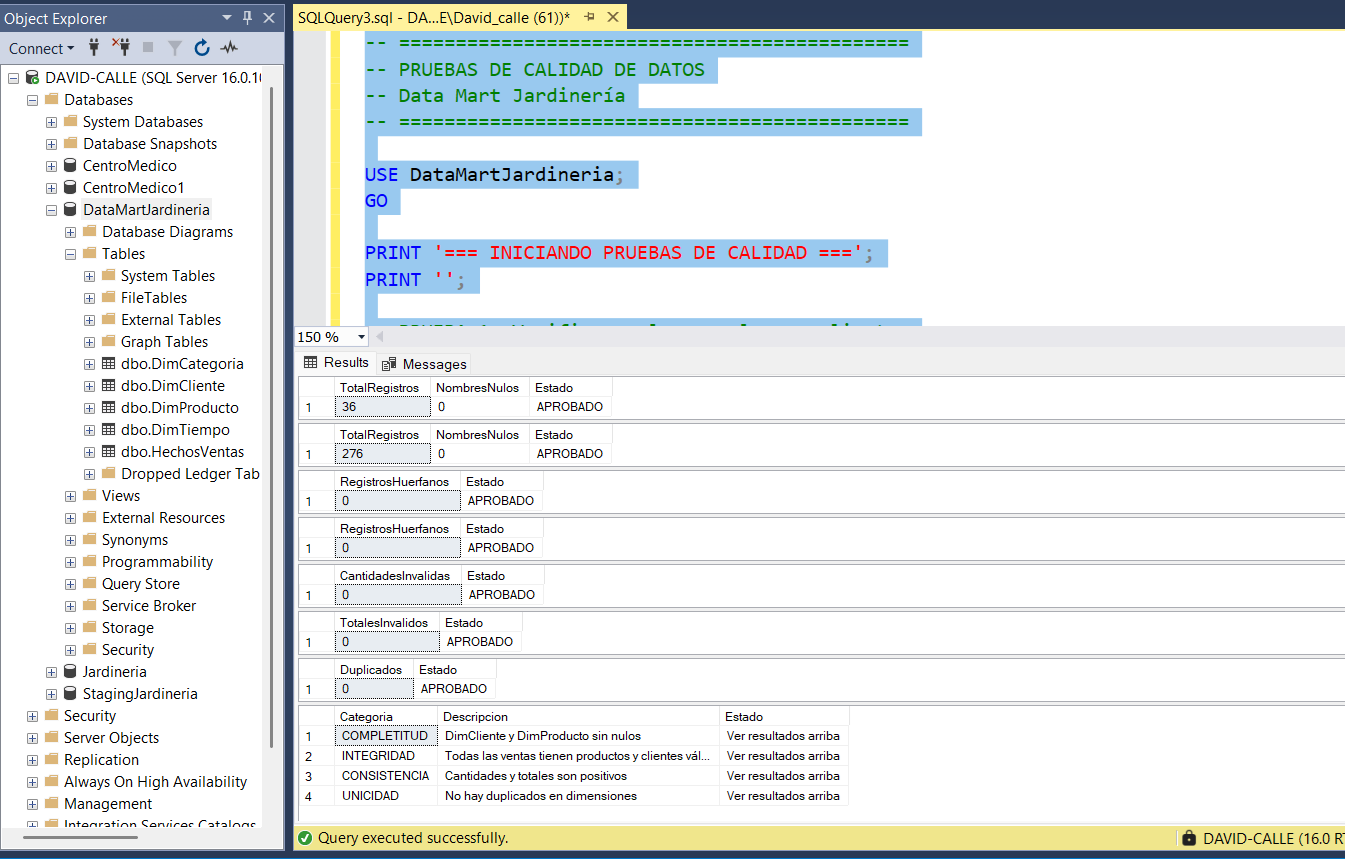 Object Explorer
Connect
DAVID-CALLE (SQL Server 16.0.10
Databases
System Databases
Database Snapshots
CentroMedico
CentroMedico1
DataMartJardineria
Database Diagrams
Tables
System Tables
FileTables
External Tables
Graph Tables
dbo.DimCategoria
dbo.DimCliente
dbo.DimProducto
dbo.DimTiempo
dbo.HechosVentas
Dropped Ledger Tab
Views
External Resources
Synonyms
Programmability
Query Store
Service Broker
Storage
Security
Jardineria
StagingJardineria
Security
Server Objects
Replication
Always On High Availability
Management
Integration Services Catalogs
SQLQuery3.sql - DA...E\David_calle (61))*
-- =============================================
-- PRUEBAS DE CALIDAD DE DATOS
-- Data Mart Jardinería
-- =============================================
USE DataMartJardineria;
GO
PRINT '=== INICIANDO PRUEBAS DE CALIDAD ===';
PRINT '';
150 %
Results Messages
TotalRegistros NombresNulos Estado
1 36 0 APROBADO
TotalRegistros NombresNulos Estado
1 276 0 APROBADO
RegistrosHuerfanos Estado
1 0 APROBADO
RegistrosHuerfanos Estado
1 0 APROBADO
CantidadesInvalidas Estado
1 0 APROBADO
TotalesInvalidos Estado
1 0 APROBADO
Duplicados Estado
1 0 APROBADO
Categoria Descripcion Estado
1 COMPLETITUD DimCliente y DimProducto sin nulos Ver resultados arriba
2 INTEGRIDAD Todas las ventas tienen productos y clientes vál... Ver resultados arriba
3 CONSISTENCIA Cantidades y totales son positivos Ver resultados arriba
4 UNICIDAD No hay duplicados en dimensiones Ver resultados arriba
Query executed successfully.
DAVID-CALLE (16.0 RT